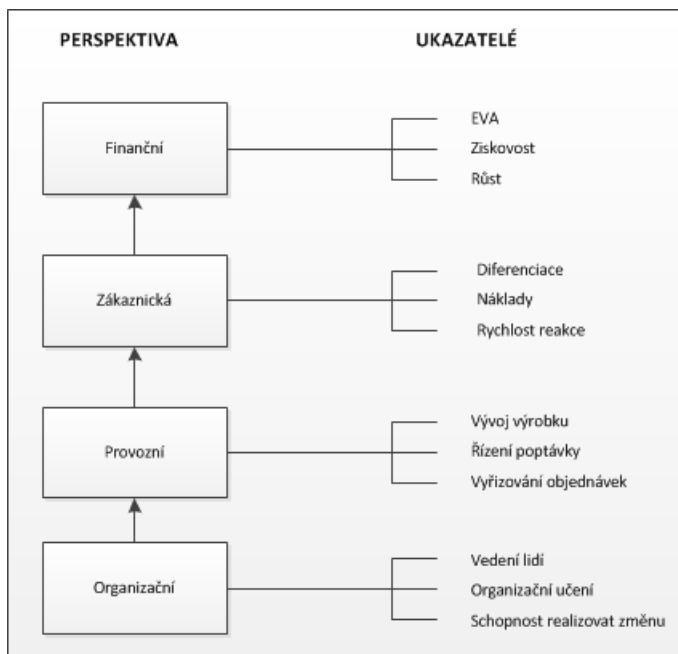 PERSPEKTIVA UKAZATELÉ
Finanční
EVA
Ziskovost
Růst
Zákaznická
Diferenciace
Náklady
Rychlost reakce
Provozní
Vývoj výrobku
Řízení poptávky
Vyřizování objednávek
Organizační
Vedení lidí
Organizační učení
Schopnost realizovat změnu